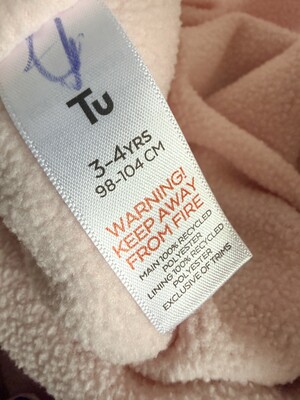 Tu
3-4YRS
98-104 CM
WARNING!
KEEP AWAY
FROM FIRE
MAIN 100% RECYCLED
POLYESTER
LINING 100% RECYCLED
POLYESTER
EXCLUSIVE OF TRIMS